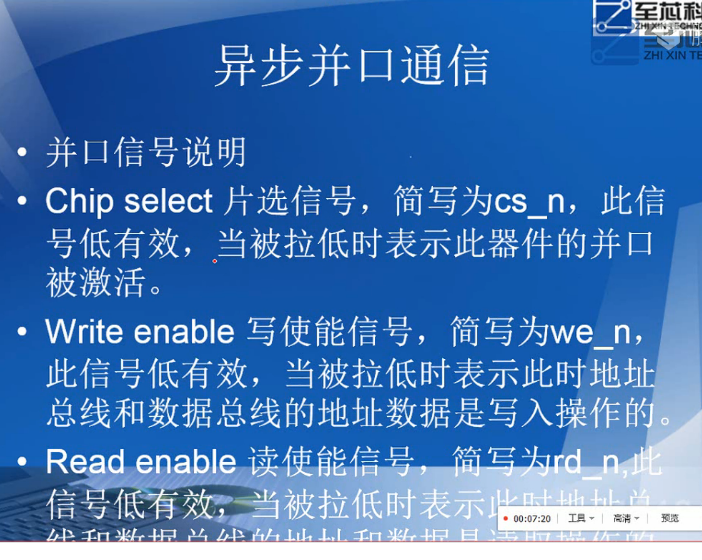 至芯科
ZHI XIN TECHN
ZHI XIN TE
异步并口通信
• 并口信号说明
• Chip select 片选信号，简写为cs_n，此信
号低有效，当被拉低时表示此器件的并口
被激活。
• Write enable 写使能信号，简写为we_n，
此信号低有效，当被拉低时表示此时地址
总线和数据总线的地址数据是写入操作的。
• Read enable 读使能信号，简写为rd_n,此
信号低有效，当被拉低时表示此时地址总
线和数据总线的地址和数据是读取操作的
00:07:20 工具 高清 预览